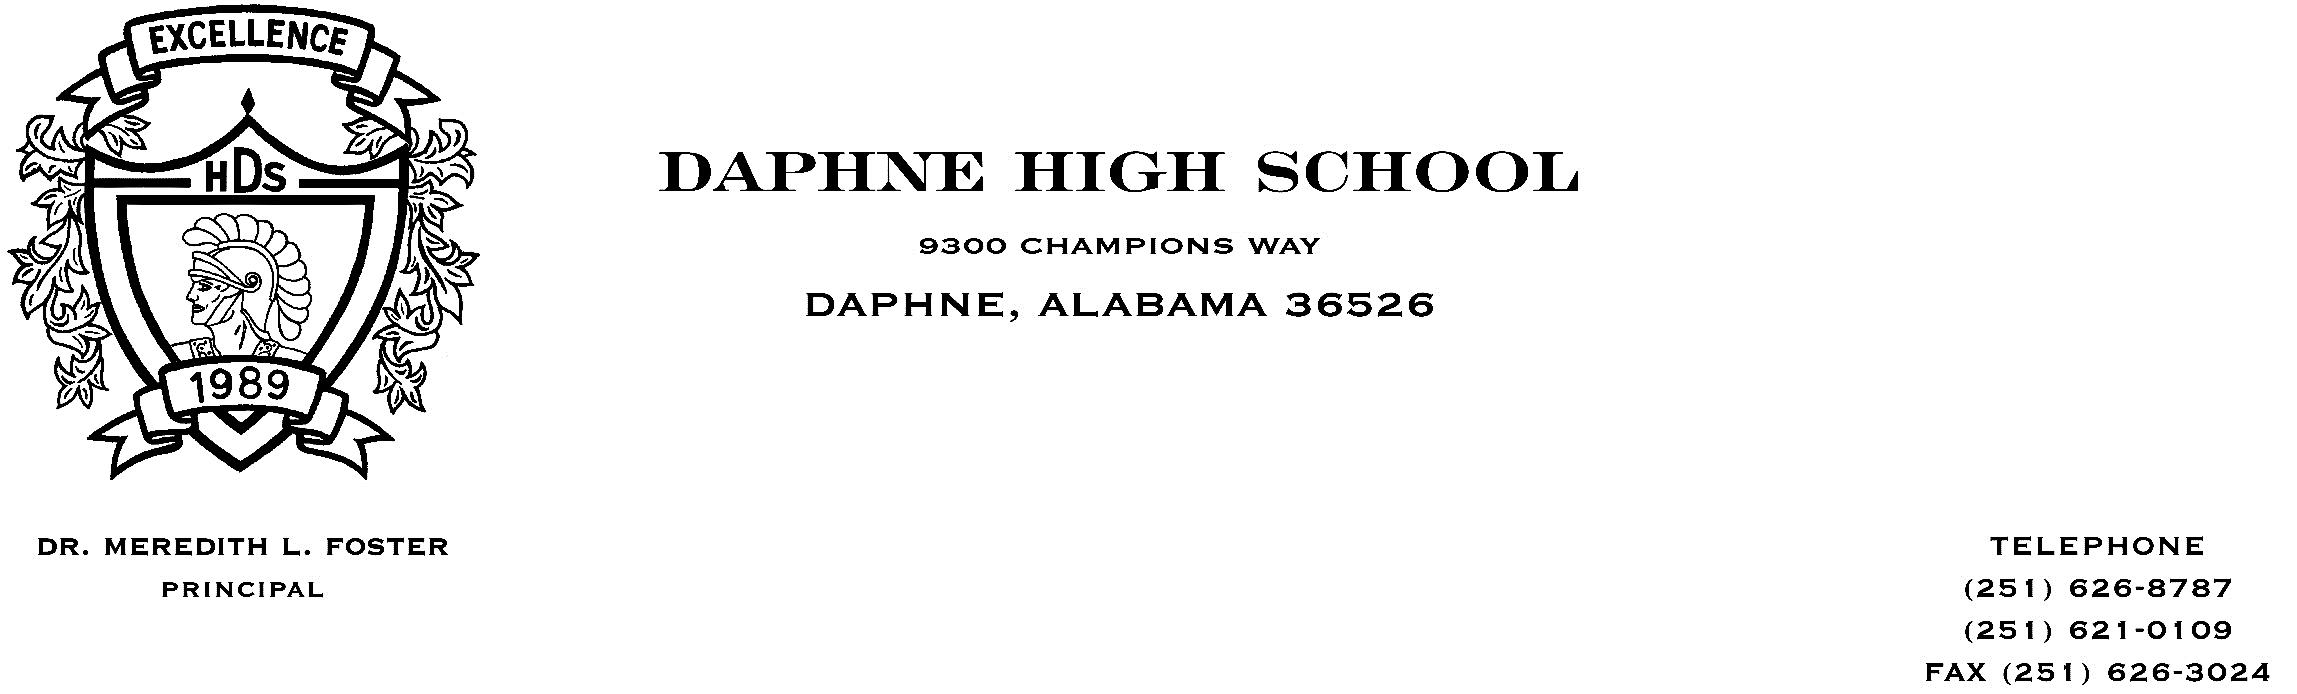 EXCELLENCE
HDS
1989
DAPHNE HIGH SCHOOL
9300 CHAMPIONS WAY
DAPHNE, ALABAMA 36526
DR. MEREDITH L. FOSTER
PRINCIPAL
TELEPHONE
(251) 626-8787
(251) 621-0109
FAX (251) 626-3024